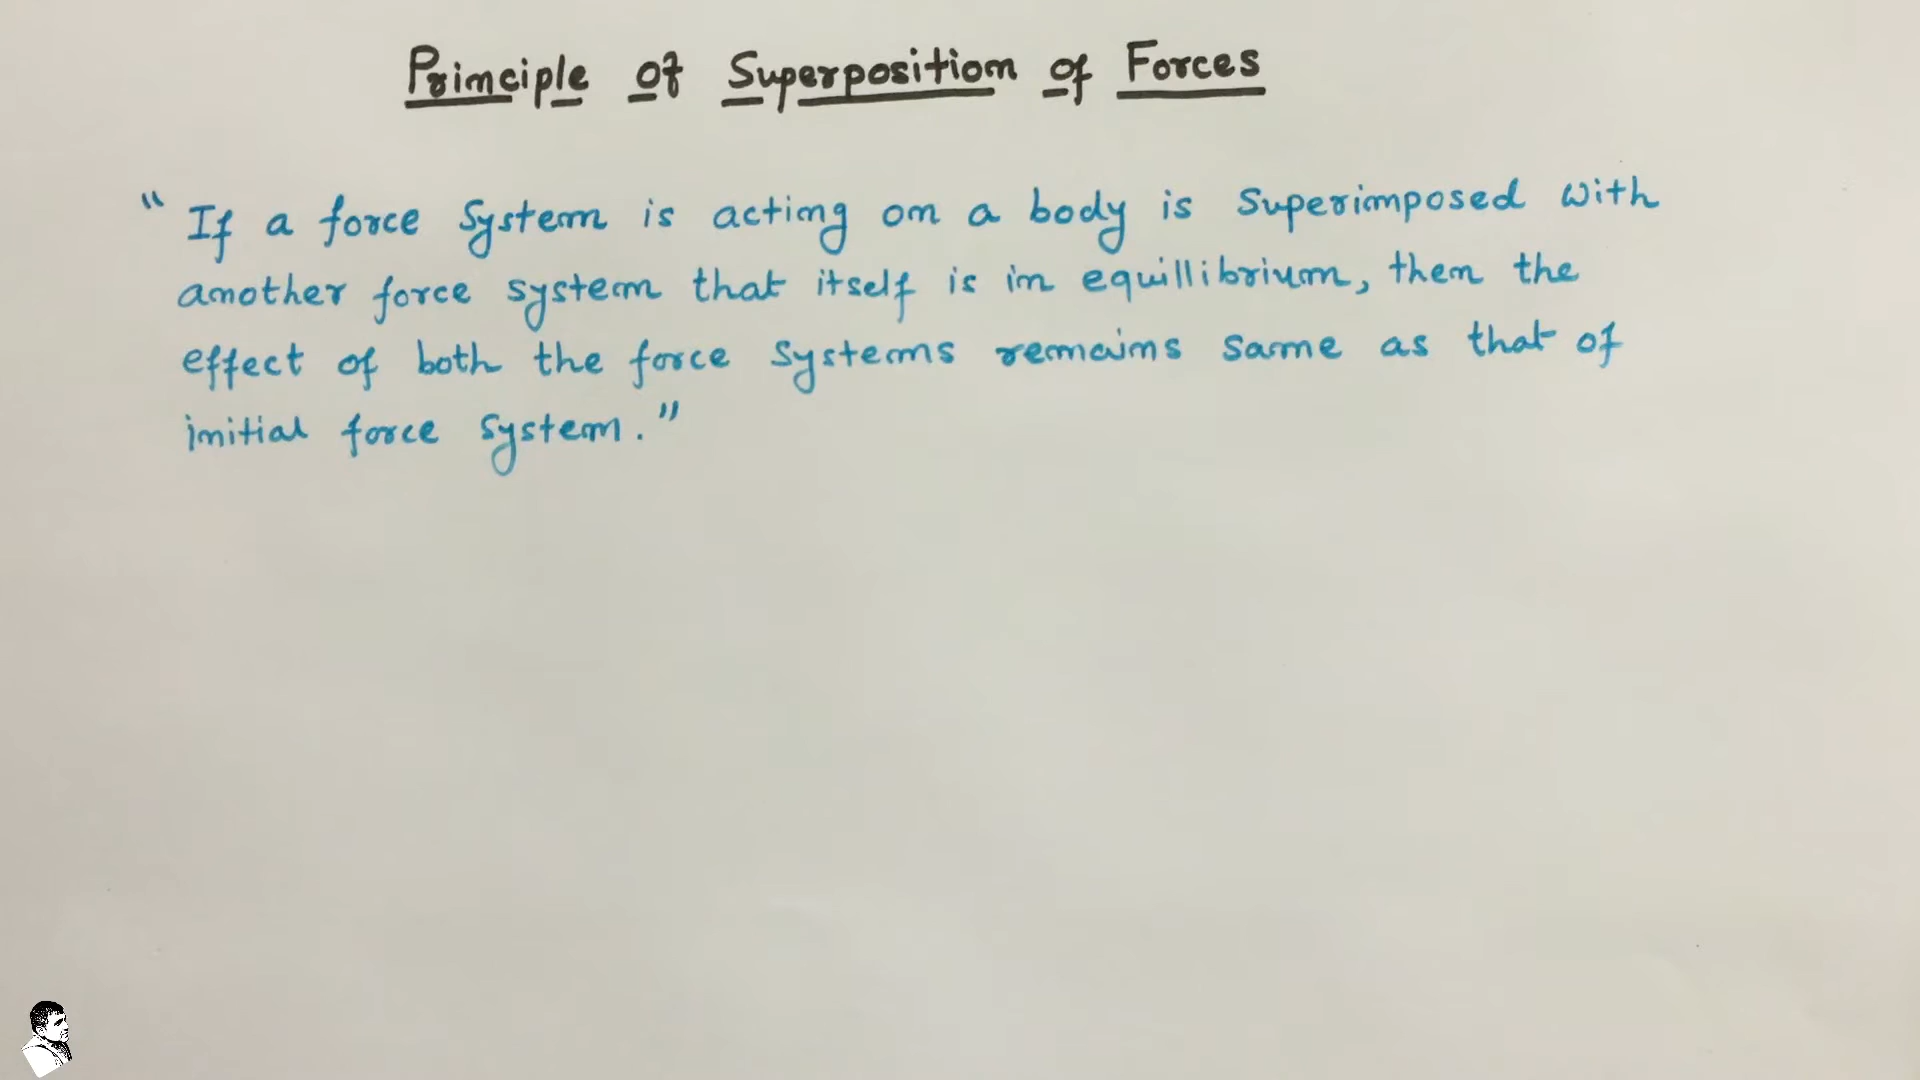 Principle of Superposition of Forces
" If a force System is acting on a body is Superimposed with
another force system that itself is in equillibrium, then the
effect of both the force Systems remains same as that of
initial force System. "